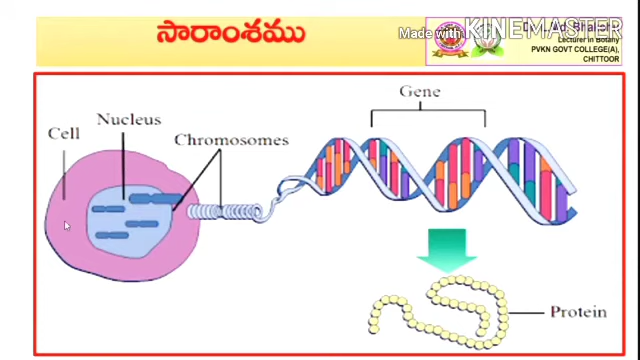 సారాంశము
Made with KINEMASTER
Lecturer in Botany
PVKN GOVT COLLEGE(A),
CHITTOOR
Gene
Nucleus
Cell
Chromosomes
Protein